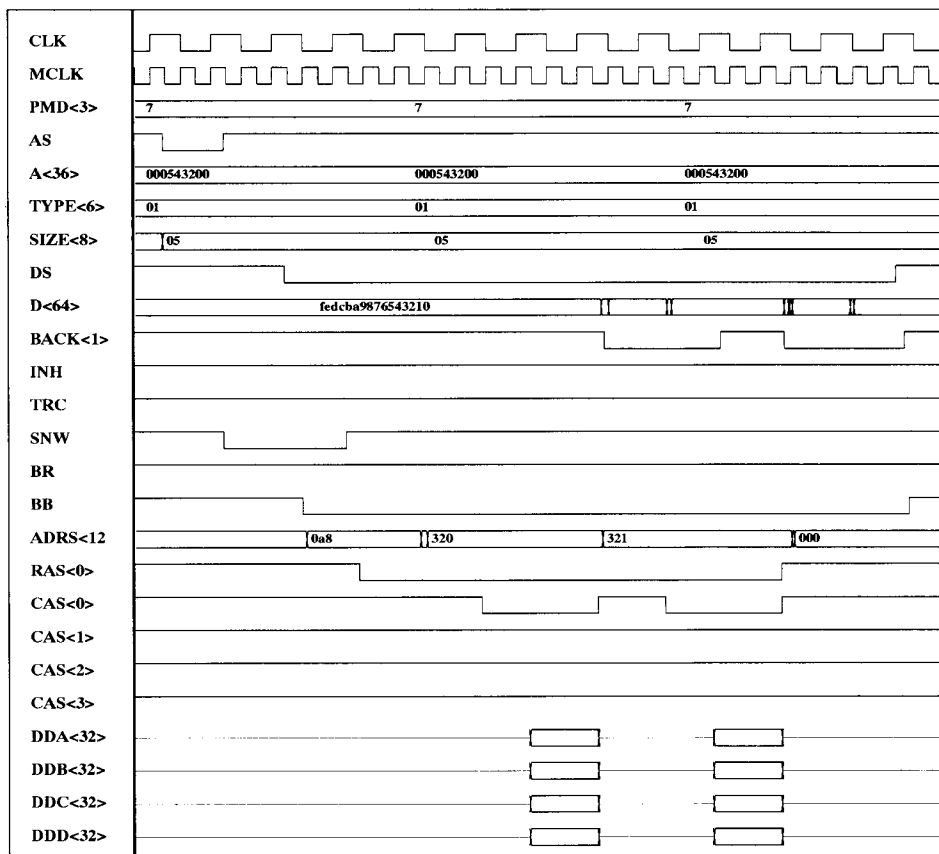 CLK
MCLK
PMD<3> 7 7 7
AS
A<36> 000543200 000543200 000543200
TYPE<6> 01 01 01
SIZE<8> 05 05 05
DS
D<64> fedcba9876543210
BACK<1>
INH
TRC
SNW
BR
BB
ADRS<12 0a8 320 321 000
RAS<0>
CAS<0>
CAS<1>
CAS<2>
CAS<3>
DDA<32>
DDB<32>
DDC<32>
DDD<32>